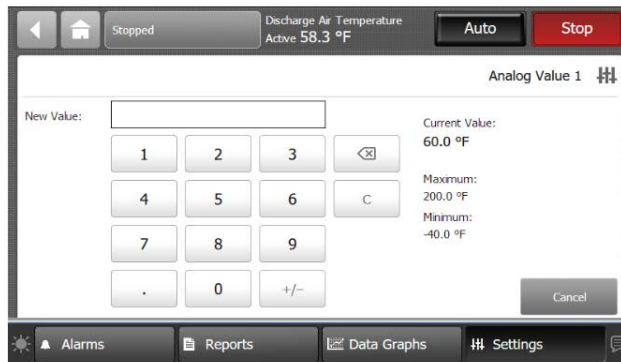 Stopped
Discharge Air Temperature
Active 58.3 °F
Auto
Stop
Analog Value 1
New Value:
1 2 3
4 5 6 C
7 8 9
. 0 +/−
Current Value:
60.0 °F
Maximum:
200.0 °F
Minimum:
-40.0 °F
Cancel
Alarms
Reports
Data Graphs
Settings